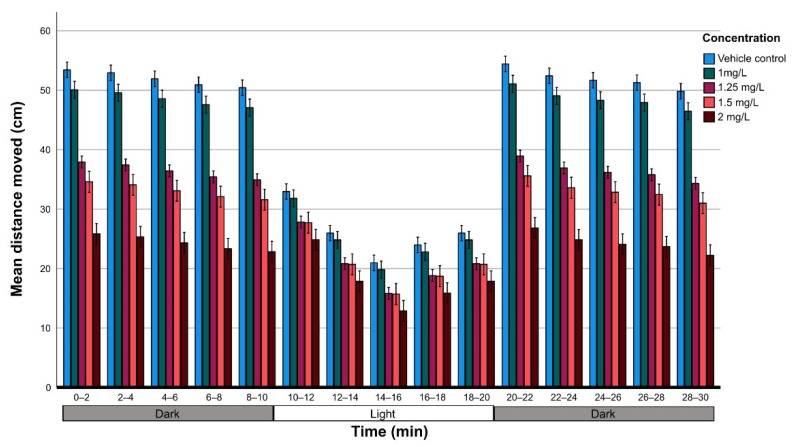 Mean distance moved (cm)
60
50
40
30
20
10
0
Concentration
Vehicle control
1mg/L
1.25 mg/L
1.5 mg/L
2 mg/L
0–2 2–4 4–6 6–8 8–10 10–12 12–14 14–16 16–18 18–20 20–22 22–24 24–26 26–28 28–30
Dark Light Dark
Time (min)